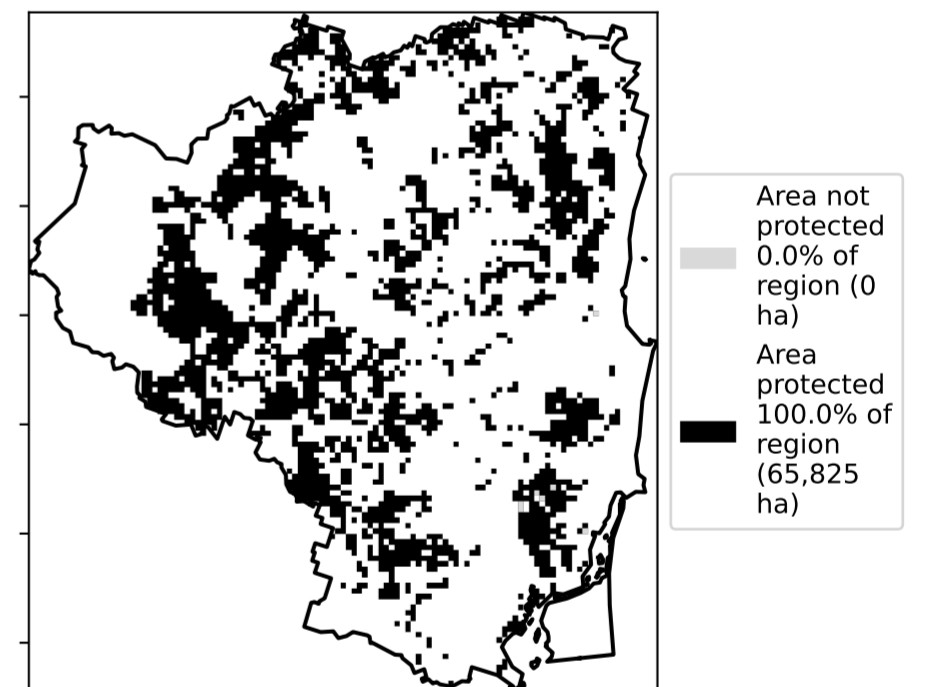 Area not
protected
0.0% of
region (0
ha)
Area
protected
100.0% of
region
(65,825
ha)